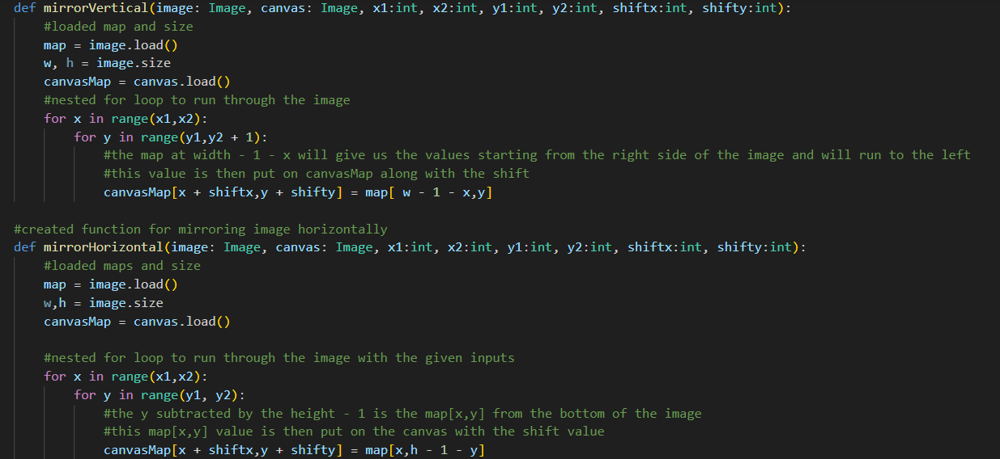 def mirrorVertical(image: Image, canvas: Image, x1:int, x2:int, y1:int, y2:int, shiftx:int, shifty:int):
    #loaded map and size
    map = image.load()
    w, h = image.size
    canvasMap = canvas.load()
    #nested for loop to run through the image
    for x in range(x1,x2):
        for y in range(y1,y2 + 1):
            #the map at width - 1 - x will give us the values starting from the right side of the image and will run to the left
            #this value is then put on canvasMap along with the shift
            canvasMap[x + shiftx,y + shifty] = map[ w - 1 - x,y]

#created function for mirroring image horizontally
def mirrorHorizontal(image: Image, canvas: Image, x1:int, x2:int, y1:int, y2:int, shiftx:int, shifty:int):
    #loaded maps and size
    map = image.load()
    w,h = image.size
    canvasMap = canvas.load()

    #nested for loop to run through the image with the given inputs
    for x in range(x1,x2):
        for y in range(y1, y2):
            #the y subtracted by the height - 1 is the map[x,y] from the bottom of the image
            #this map[x,y] value is then put on the canvas with the shift value
            canvasMap[x + shiftx,y + shifty] = map[x,h - 1 - y]